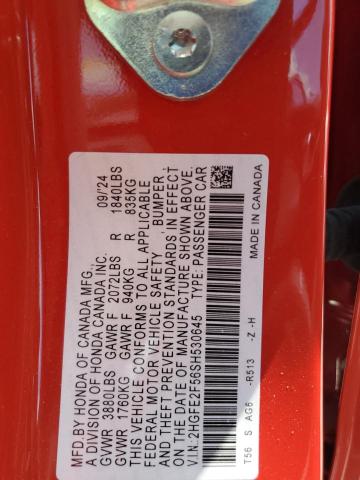 MFD. BY HONDA OF CANADA MFG., 09/'24
A DIVISION OF HONDA CANADA INC.
GVWR 3880LBS GAWR F 2072LBS R 1840LBS
GVWR 1760KG GAWR F 940KG R 835KG
THIS VEHICLE CONFORMS TO ALL APPLICABLE
FEDERAL MOTOR VEHICLE SAFETY, BUMPER,
AND THEFT PREVENTION STANDARDS IN EFFECT
ON THE DATE OF MANUFACTURE SHOWN ABOVE.
V.I.N: 2HGFE2F56SH530645 TYPE: PASSENGER CAR
T56 S AG6 -R513 -Z -H MADE IN CANADA